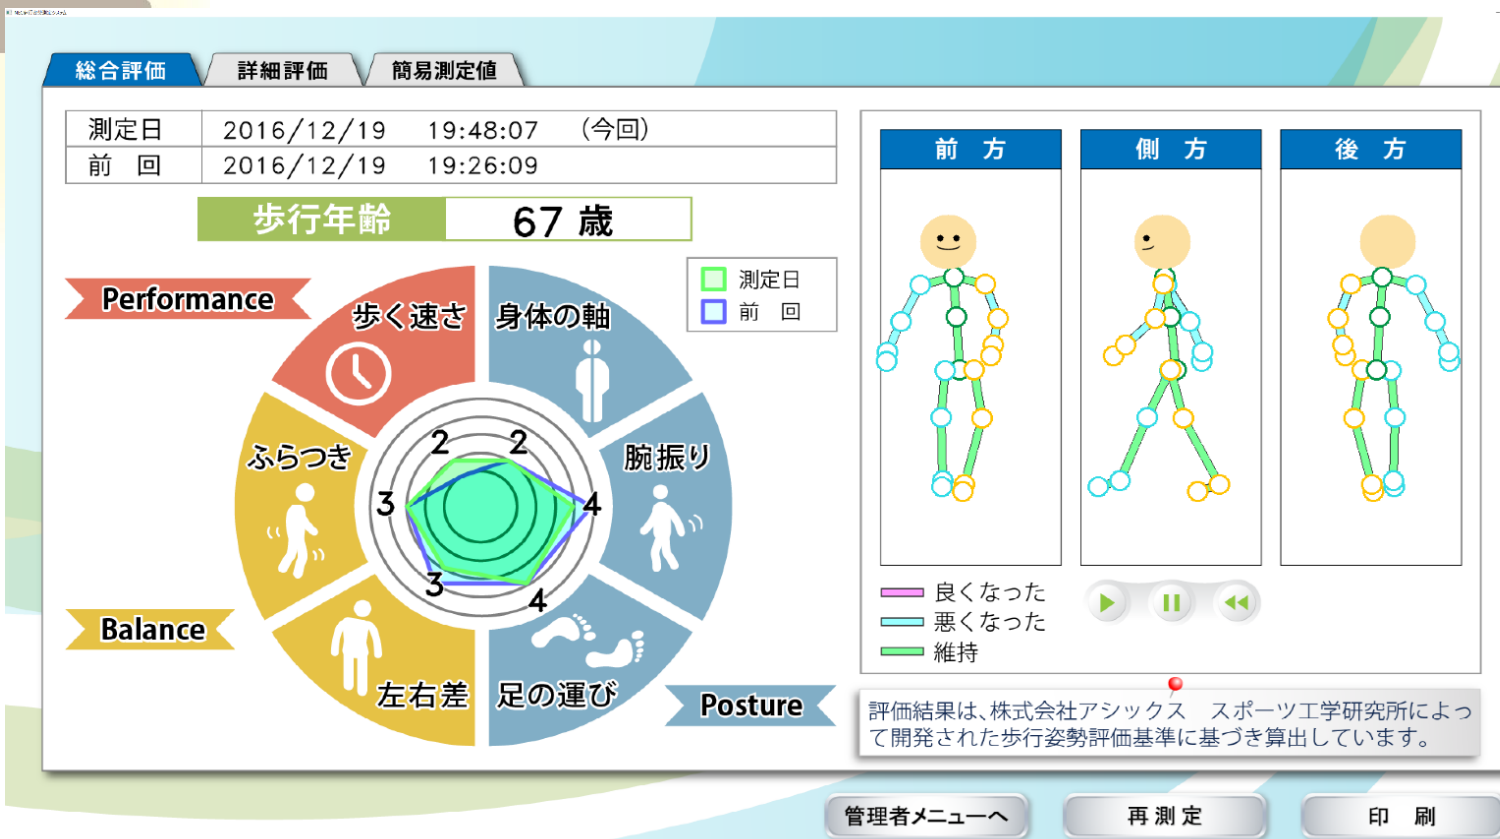 総合評価
詳細評価
簡易測定値
測定日 2016/12/19 19:48:07 (今回)
前 回 2016/12/19 19:26:09
歩行年齢 67 歳
測定日
前 回
Performance
歩く速さ
身体の軸
ふらつき
腕振り
2
2
3
4
3
4
Balance
左右差
足の運び
Posture
前 方
側 方
後 方
良くなった
悪くなった
維持
評価結果は、株式会社アシックス スポーツ工学研究所によっ
て開発された歩行姿勢評価基準に基づき算出しています。
管理者メニューへ
再 測 定
印 刷